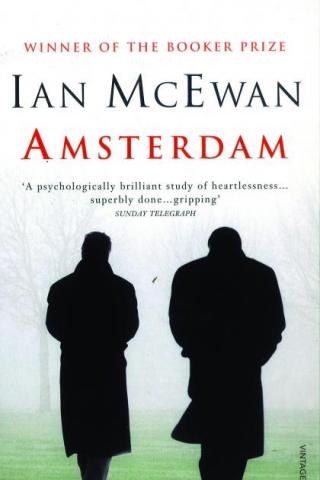 WINNER OF THE BOOKER PRIZE
IAN MCEWAN
AMSTERDAM
‘A psychologically brilliant study of heartlessness...
superbly done...gripping’
SUNDAY TELEGRAPH
VINTAGE